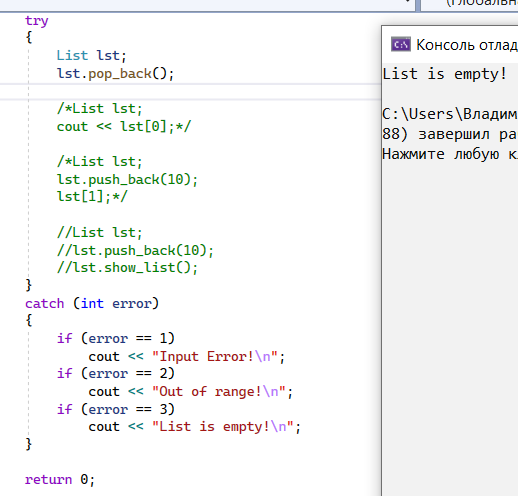 (Глобальн
try
{
List lst;
lst.pop_back();
/*List lst;
cout << lst[0];*/
/*List lst;
lst.push_back(10);
lst[1];*/
//List lst;
//lst.push_back(10);
//lst.show_list();
}
catch (int error)
{
if (error == 1)
cout << "Input Error!\n";
if (error == 2)
cout << "Out of range!\n";
if (error == 3)
cout << "List is empty!\n";
}
return 0;
C:\ Консоль отлад
List is empty!
C:\Users\Владим
88) завершил ра
Нажмите любую к